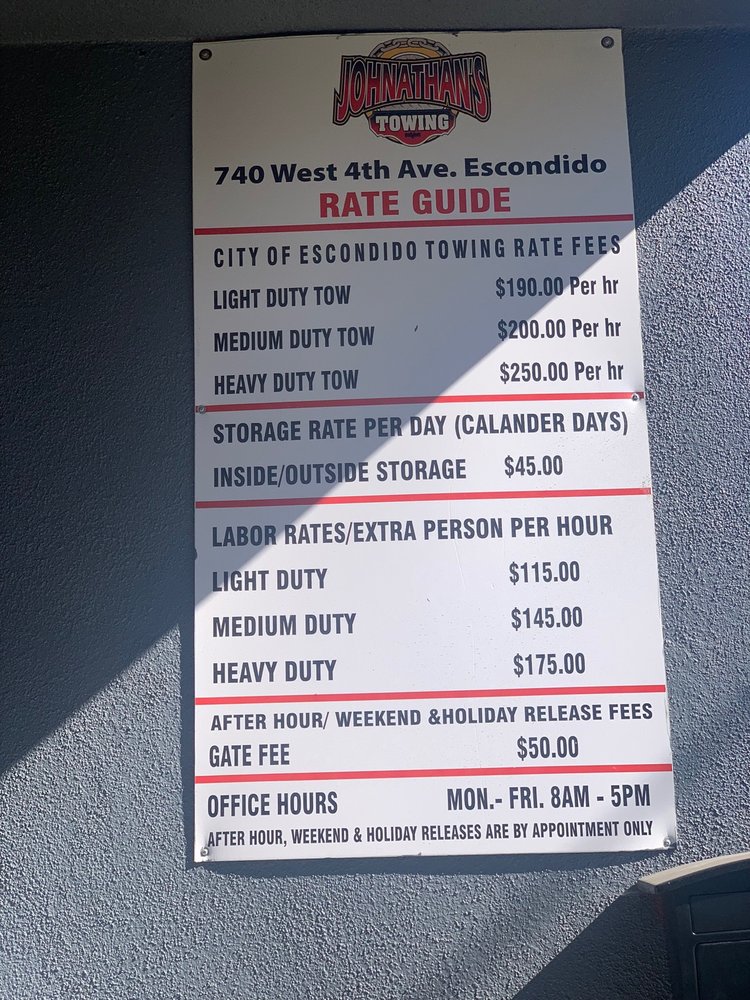 JOHNATHAN'S
TOWING
740 West 4th Ave. Escondido
RATE GUIDE
CITY OF ESCONDIDO TOWING RATE FEES
LIGHT DUTY TOW $190.00 Per hr
MEDIUM DUTY TOW $200.00 Per hr
HEAVY DUTY TOW $250.00 Per hr
STORAGE RATE PER DAY (CALANDER DAYS)
INSIDE/OUTSIDE STORAGE $45.00
LABOR RATES/EXTRA PERSON PER HOUR
LIGHT DUTY $115.00
MEDIUM DUTY $145.00
HEAVY DUTY $175.00
AFTER HOUR/ WEEKEND &HOLIDAY RELEASE FEES
GATE FEE $50.00
OFFICE HOURS MON.- FRI. 8AM - 5PM
AFTER HOUR, WEEKEND & HOLIDAY RELEASES ARE BY APPOINTMENT ONLY